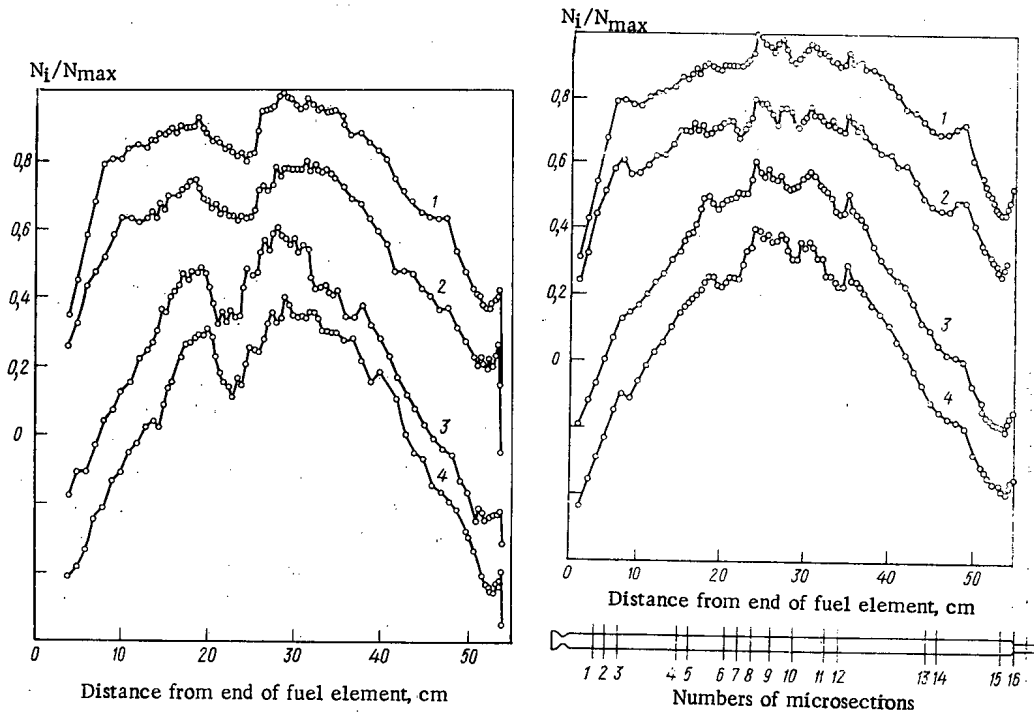 N_i/N_max
0,8
0,6
0,4
0,2
0
1
2
3
4
0 10 20 30 40 50
Distance from end of fuel element, cm
N_i/N_max
0,8
0,6
0,4
0,2
0
1
2
3
4
0 10 20 30 40 50
Distance from end of fuel element, cm
1 2 3 4 5 6 7 8 9 10 11 12 13 14 15 16
Numbers of microsections